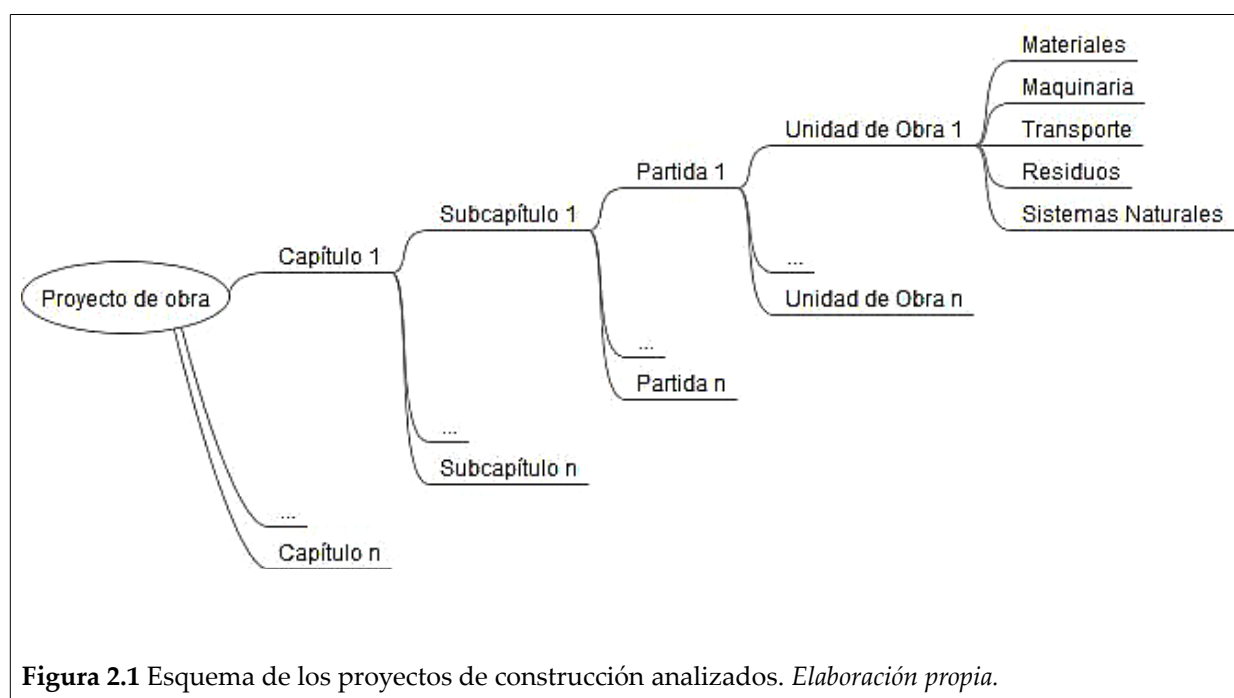 Materiales
Maquinaria
Unidad de Obra 1
Transporte
Partida 1
Residuos
Subcapítulo 1
Sistemas Naturales
Capítulo 1
...
Proyecto de obra
Unidad de Obra n
...
Partida n
...
Subcapítulo n
...
Capítulo n
Figura 2.1 Esquema de los proyectos de construcción analizados. Elaboración propia.